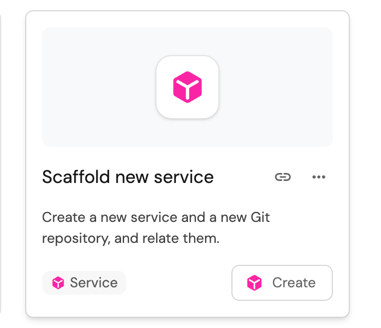 Scaffold new service
Create a new service and a new Git
repository, and relate them.
Service
Create